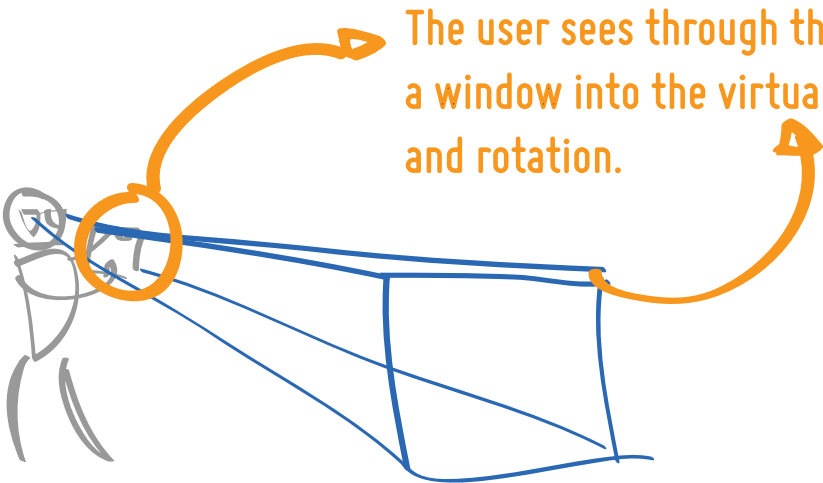 The user sees through th
a window into the virtua
and rotation.